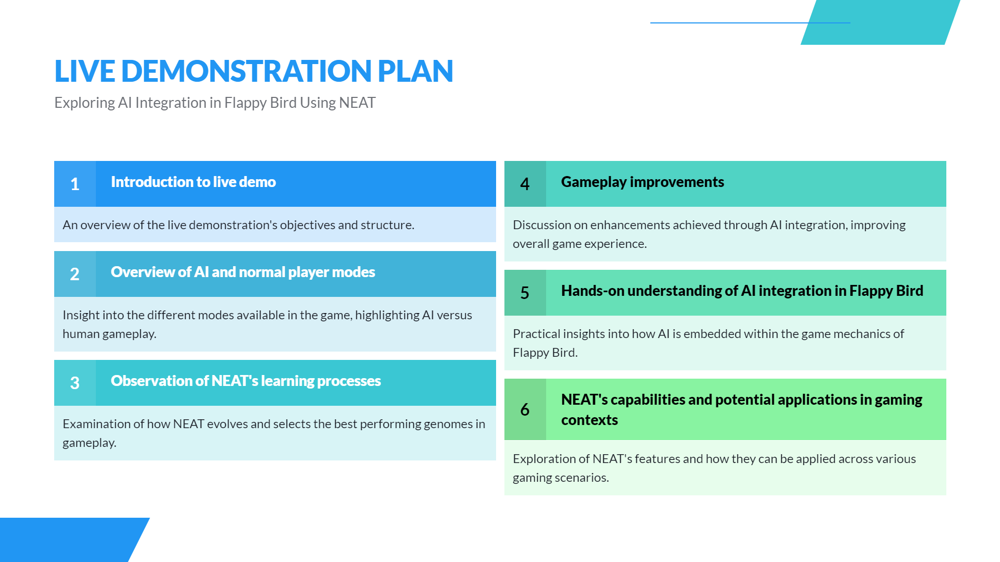 LIVE DEMONSTRATION PLAN
Exploring AI Integration in Flappy Bird Using NEAT
1
Introduction to live demo
An overview of the live demonstration's objectives and structure.
2
Overview of AI and normal player modes
Insight into the different modes available in the game, highlighting AI versus
human gameplay.
3
Observation of NEAT's learning processes
Examination of how NEAT evolves and selects the best performing genomes in
gameplay.
4
Gameplay improvements
Discussion on enhancements achieved through AI integration, improving
overall game experience.
5
Hands-on understanding of AI integration in Flappy Bird
Practical insights into how AI is embedded within the game mechanics of
Flappy Bird.
6
NEAT's capabilities and potential applications in gaming
contexts
Exploration of NEAT's features and how they can be applied across various
gaming scenarios.